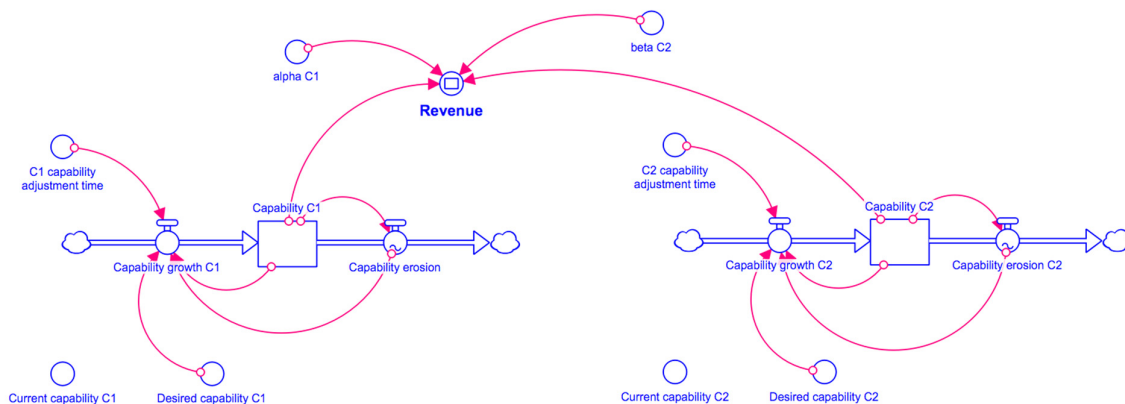 beta C2
alpha C1
Revenue
C1 capability
adjustment time
C2 capability
adjustment time
Capability C1
Capability C2
Capability growth C1
Capability erosion
Capability growth C2
Capability erosion C2
Current capability C1
Desired capability C1
Current capability C2
Desired capability C2